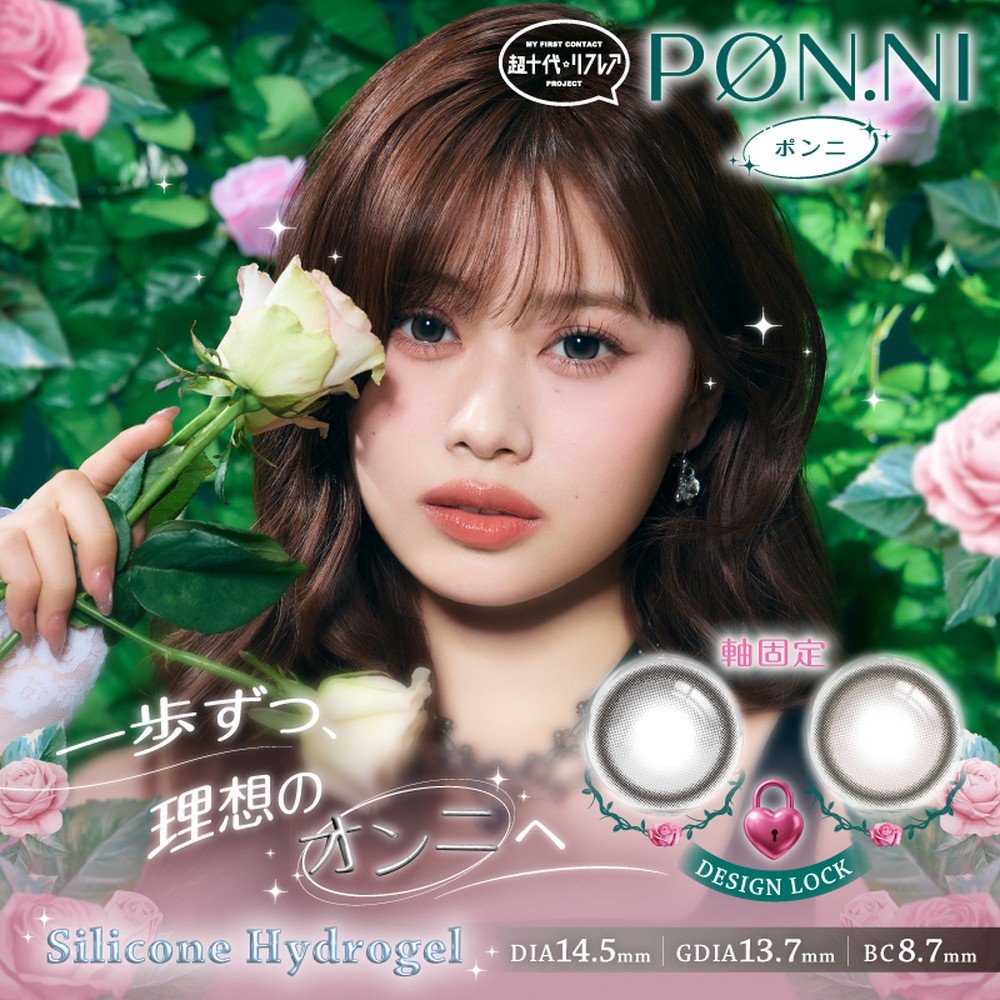 MY FIRST CONTACT
超十代☆リフレア
PROJECT
PØN.NI
ポンニ
軸固定
一歩ずつ、
理想の
オンニへ
DESIGN LOCK
Silicone Hydrogel
DIA14.5mm GDIA13.7mm BC8.7mm